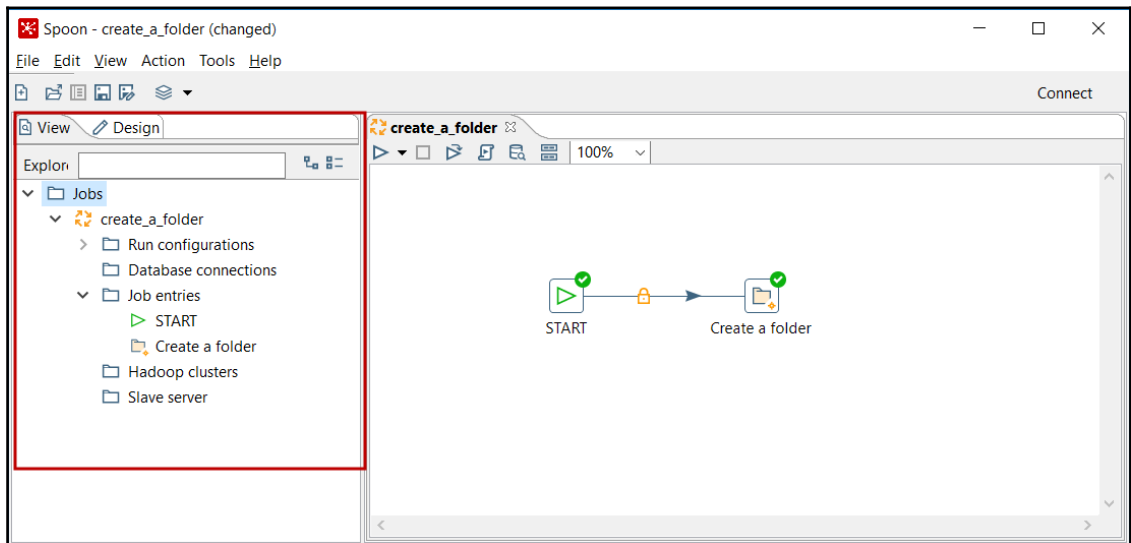 Spoon - create_a_folder (changed)
File Edit View Action Tools Help
Connect
View Design
Explor
Jobs
create_a_folder
Run configurations
Database connections
Job entries
START
Create a folder
Hadoop clusters
Slave server
create_a_folder
100%
START
Create a folder